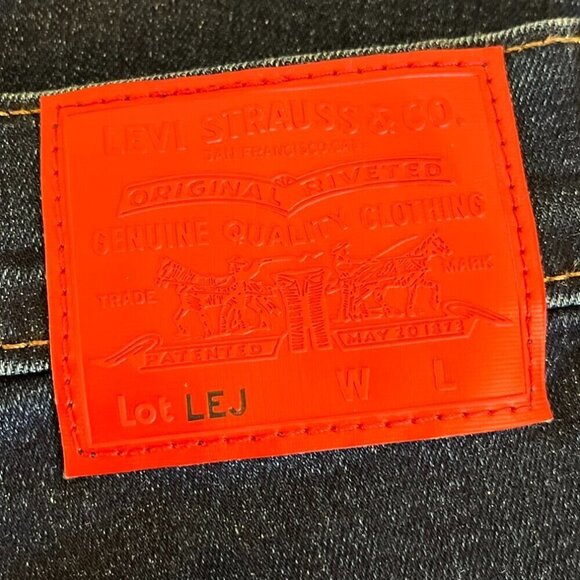 LEVI STRAUSS & CO.
SAN FRANCISCO CAL.
ORIGINAL RIVETED
GENUINE QUALITY CLOTHING
TRADE MARK
PATENTED MAY 20 1873
Lot LEJ W L